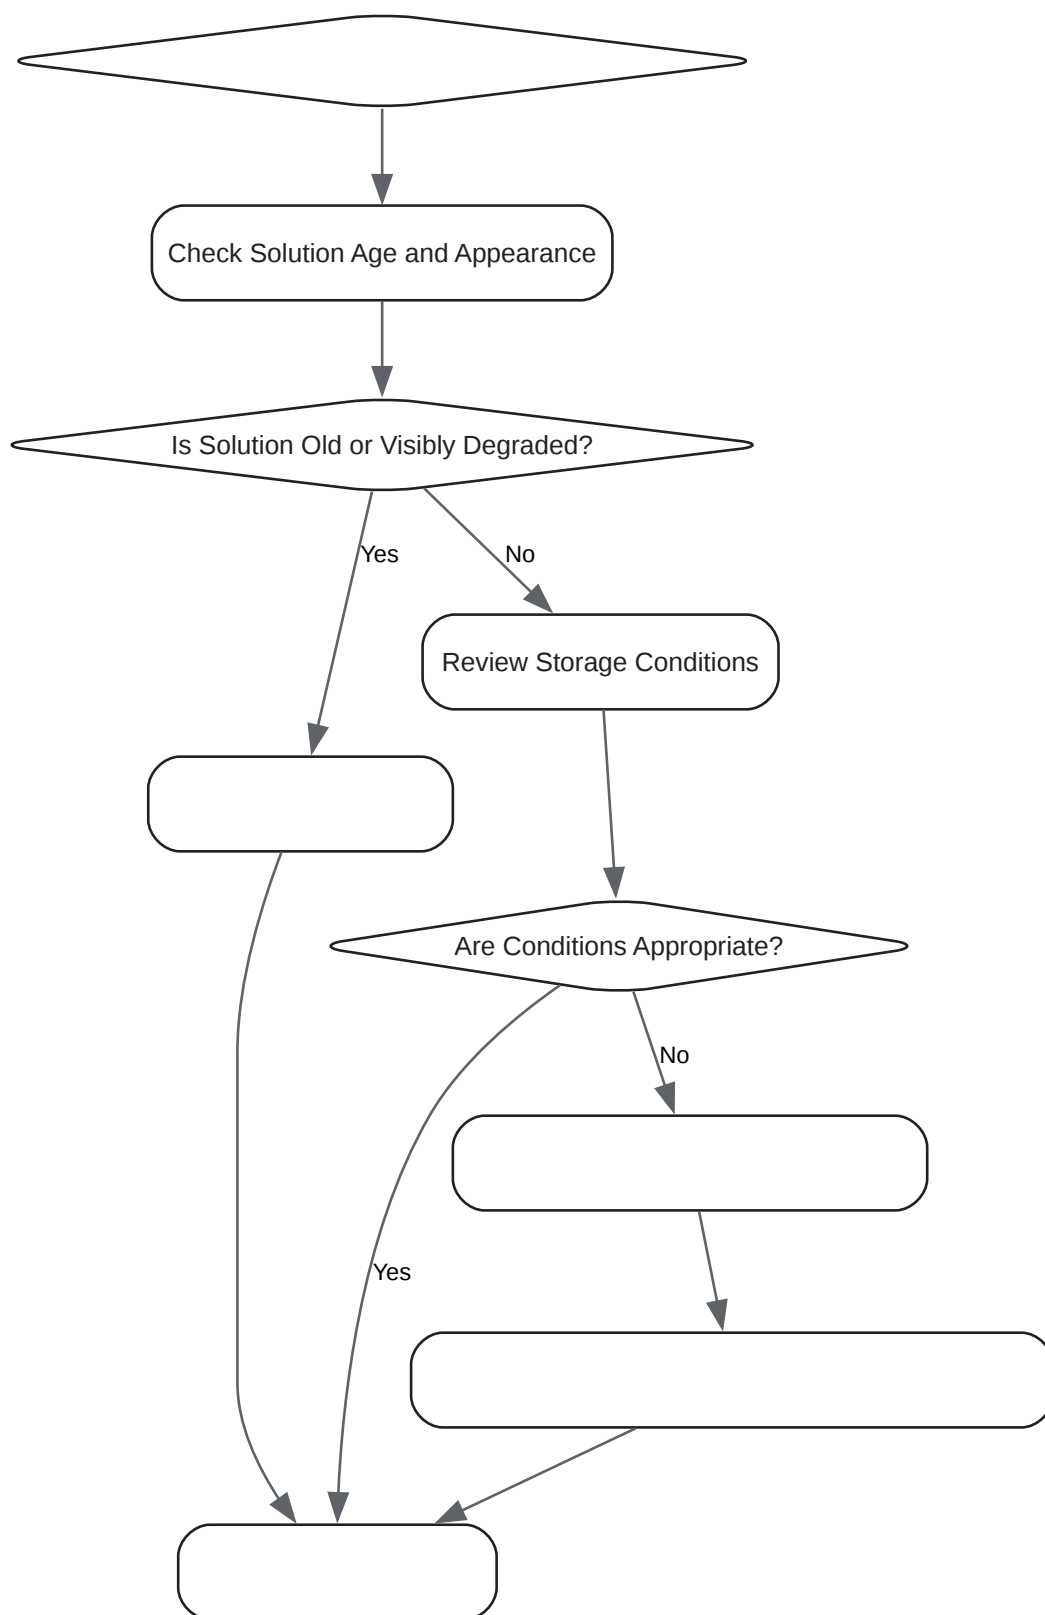 Check Solution Age and Appearance
Is Solution Old or Visibly Degraded?
Yes
No
Review Storage Conditions
Are Conditions Appropriate?
No
Yes